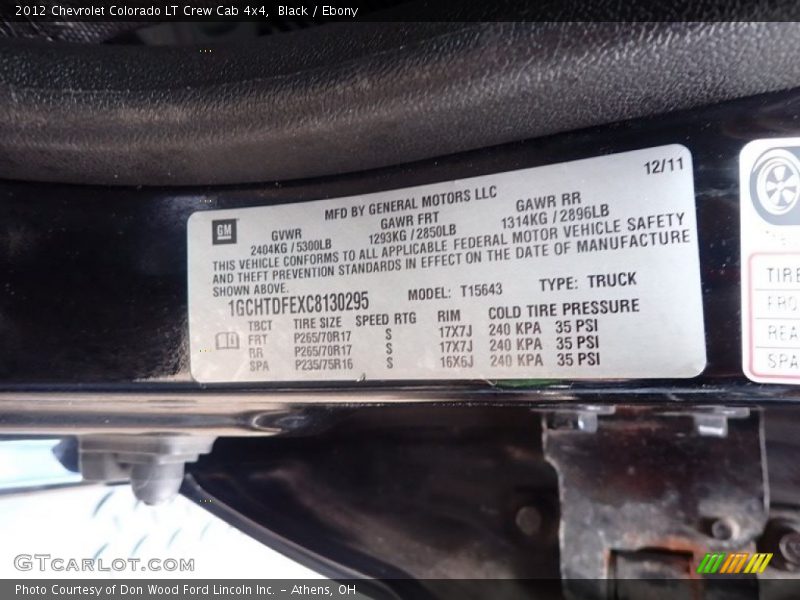 2012 Chevrolet Colorado LT Crew Cab 4x4, Black / Ebony
12/11
GM
MFD BY GENERAL MOTORS LLC
GVWR GAWR FRT GAWR RR
2404KG / 5300LB 1293KG / 2850LB 1314KG / 2896LB
THIS VEHICLE CONFORMS TO ALL APPLICABLE FEDERAL MOTOR VEHICLE SAFETY
AND THEFT PREVENTION STANDARDS IN EFFECT ON THE DATE OF MANUFACTURE
SHOWN ABOVE.
1GCHTDFEXC8130295 MODEL: T15643 TYPE: TRUCK
TBCT TIRE SIZE SPEED RTG RIM COLD TIRE PRESSURE
FRT P265/70R17 S 17X7J 240 KPA 35 PSI
RR P265/70R17 S 17X7J 240 KPA 35 PSI
SPA P235/75R16 S 16X6J 240 KPA 35 PSI
TIRE
FRO
REA
SPA
GTCARLOT.COM
Photo Courtesy of Don Wood Ford Lincoln Inc. – Athens, OH